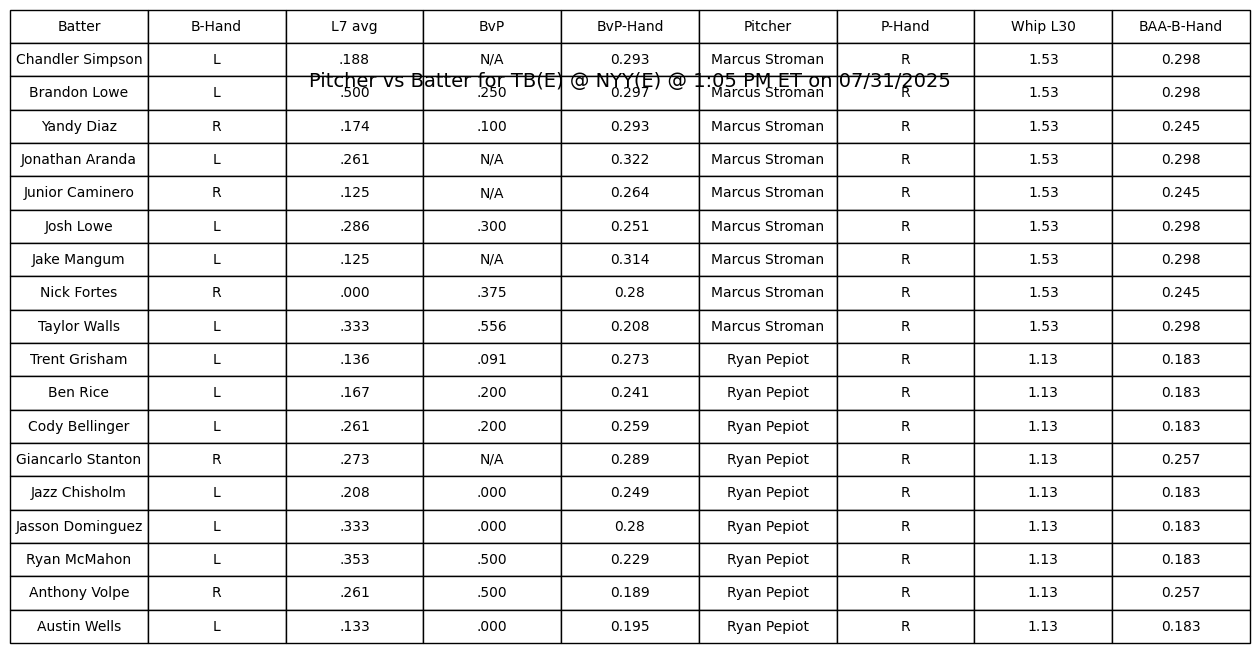 Batter B-Hand L7 avg BvP BvP-Hand Pitcher P-Hand Whip L30 BAA-B-Hand
Chandler Simpson L .188 N/A 0.293 Marcus Stroman R 1.53 0.298
Pitcher vs Batter for TB(E) @ NYY(E) @ 1:05 PM ET on 07/31/2025
Brandon Lowe L .500 .250 0.297 Marcus Stroman R 1.53 0.298
Yandy Diaz R .174 .100 0.293 Marcus Stroman R 1.53 0.245
Jonathan Aranda L .261 N/A 0.322 Marcus Stroman R 1.53 0.298
Junior Caminero R .125 N/A 0.264 Marcus Stroman R 1.53 0.245
Josh Lowe L .286 .300 0.251 Marcus Stroman R 1.53 0.298
Jake Mangum L .125 N/A 0.314 Marcus Stroman R 1.53 0.298
Nick Fortes R .000 .375 0.28 Marcus Stroman R 1.53 0.245
Taylor Walls L .333 .556 0.208 Marcus Stroman R 1.53 0.298
Trent Grisham L .136 .091 0.273 Ryan Pepiot R 1.13 0.183
Ben Rice L .167 .200 0.241 Ryan Pepiot R 1.13 0.183
Cody Bellinger L .261 .200 0.259 Ryan Pepiot R 1.13 0.183
Giancarlo Stanton R .273 N/A 0.289 Ryan Pepiot R 1.13 0.257
Jazz Chisholm L .208 .000 0.249 Ryan Pepiot R 1.13 0.183
Jasson Dominguez L .333 .000 0.28 Ryan Pepiot R 1.13 0.183
Ryan McMahon L .353 .500 0.229 Ryan Pepiot R 1.13 0.183
Anthony Volpe R .261 .500 0.189 Ryan Pepiot R 1.13 0.257
Austin Wells L .133 .000 0.195 Ryan Pepiot R 1.13 0.183